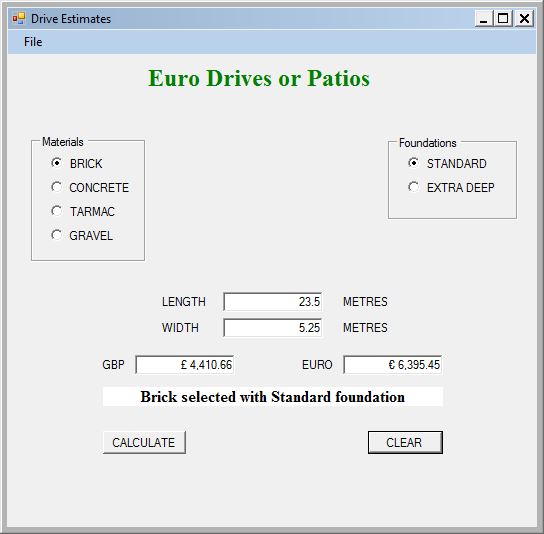 Drive Estimates
File
Euro Drives or Patios
Materials
BRICK
CONCRETE
TARMAC
GRAVEL
Foundations
STANDARD
EXTRA DEEP
LENGTH 23.5 METRES
WIDTH 5.25 METRES
GBP £ 4,410.66 EURO € 6,395.45
Brick selected with Standard foundation
CALCULATE CLEAR